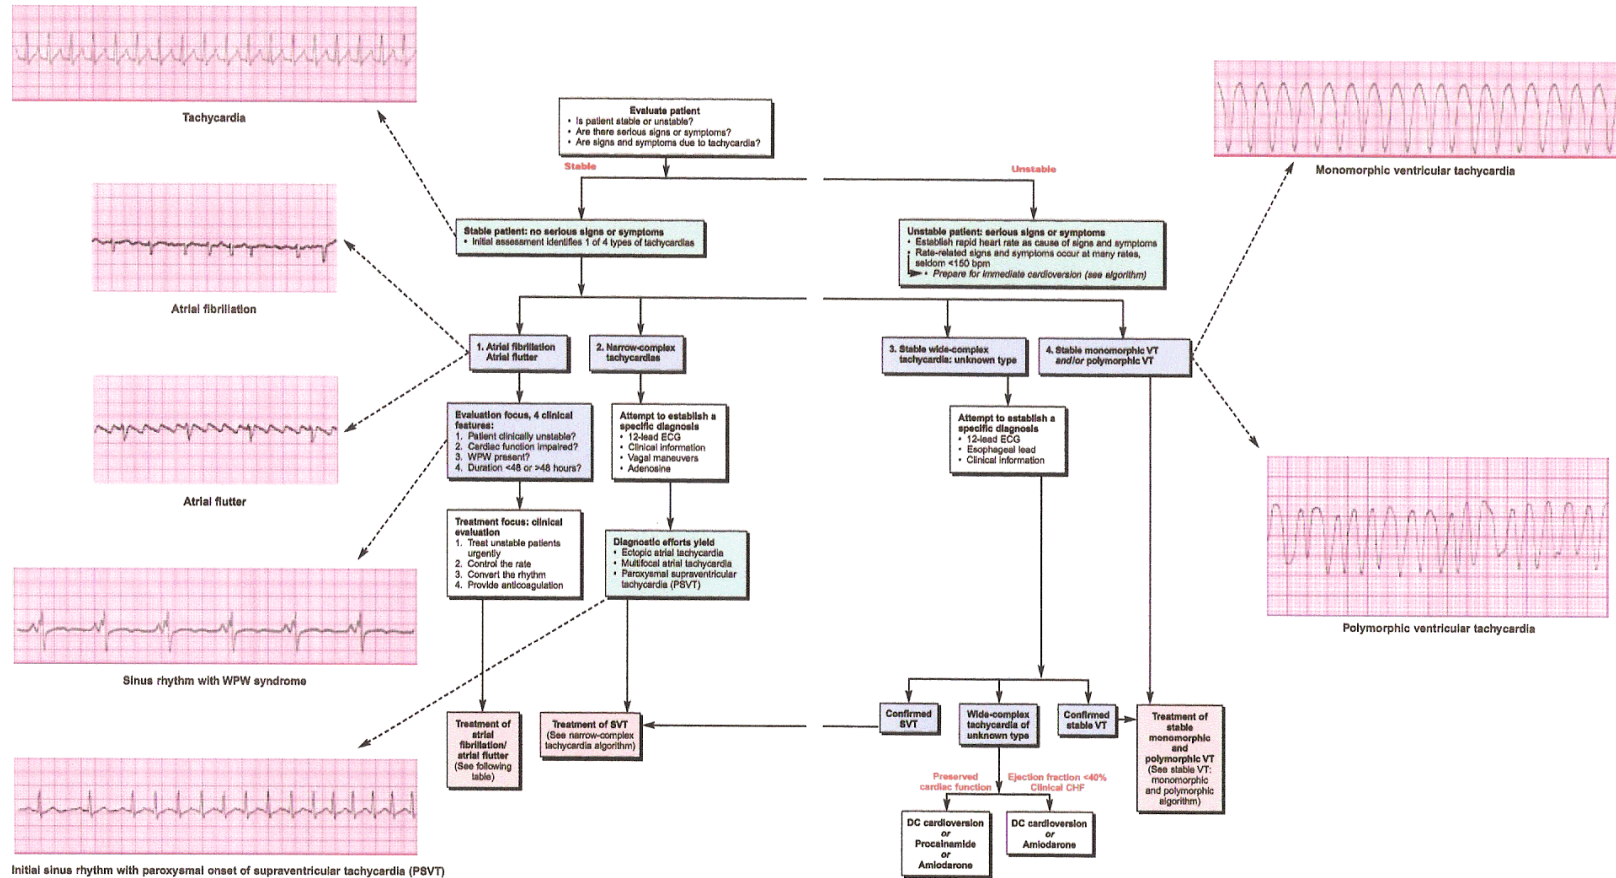 Tachycardia
Evaluate patient
• Is patient stable or unstable?
• Are there serious signs or symptoms?
• Are signs and symptoms due to tachycardia?
Stable
Unstable
Monomorphic ventricular tachycardia
Stable patient: no serious signs or symptoms
• Initial assessment identifies 1 of 4 types of tachycardias
Unstable patient: serious signs or symptoms
• Establish rapid heart rate as cause of signs and symptoms
• Rate-related signs and symptoms occur at many rates,
seldom <150 bpm
• Prepare for immediate cardioversion (see algorithm)
Atrial fibrillation
1. Atrial fibrillation
Atrial flutter
2. Narrow-complex
tachycardias
3. Stable wide-complex
tachycardia: unknown type
4. Stable monomorphic VT
and/or polymorphic VT
Evaluation focus, 4 clinical
features:
1. Patient clinically unstable?
2. Cardiac function impaired?
3. WPW present?
4. Duration <48 or >48 hours?
Attempt to establish a
specific diagnosis
• 12-lead ECG
• Clinical information
• Vagal maneuvers
• Adenosine
Attempt to establish a
specific diagnosis
• 12-lead ECG
• Esophageal lead
• Clinical information
Atrial flutter
Treatment focus: clinical
evaluation
1. Treat unstable patients
urgently
2. Control the rate
3. Convert the rhythm
4. Provide anticoagulation
Diagnostic efforts yield
• Ectopic atrial tachycardia
• Multifocal atrial tachycardia
• Paroxysmal supraventricular
tachycardia (PSVT)
Polymorphic ventricular tachycardia
Sinus rhythm with WPW syndrome
Treatment of
atrial
fibrillation/
atrial flutter
(See following
table)
Treatment of SVT
(See narrow-complex
tachycardia algorithm)
Confirmed
SVT
Wide-complex
tachycardia of
unknown type
Confirmed
stable VT
Treatment of
stable
monomorphic
and
polymorphic VT
(See stable VT:
monomorphic
and polymorphic
algorithm)
Preserved
cardiac function
Ejection fraction <40%
Clinical CHF
DC cardioversion
or
Procainamide
or
Amiodarone
DC cardioversion
or
Amiodarone
Initial sinus rhythm with paroxysmal onset of supraventricular tachycardia (PSVT)